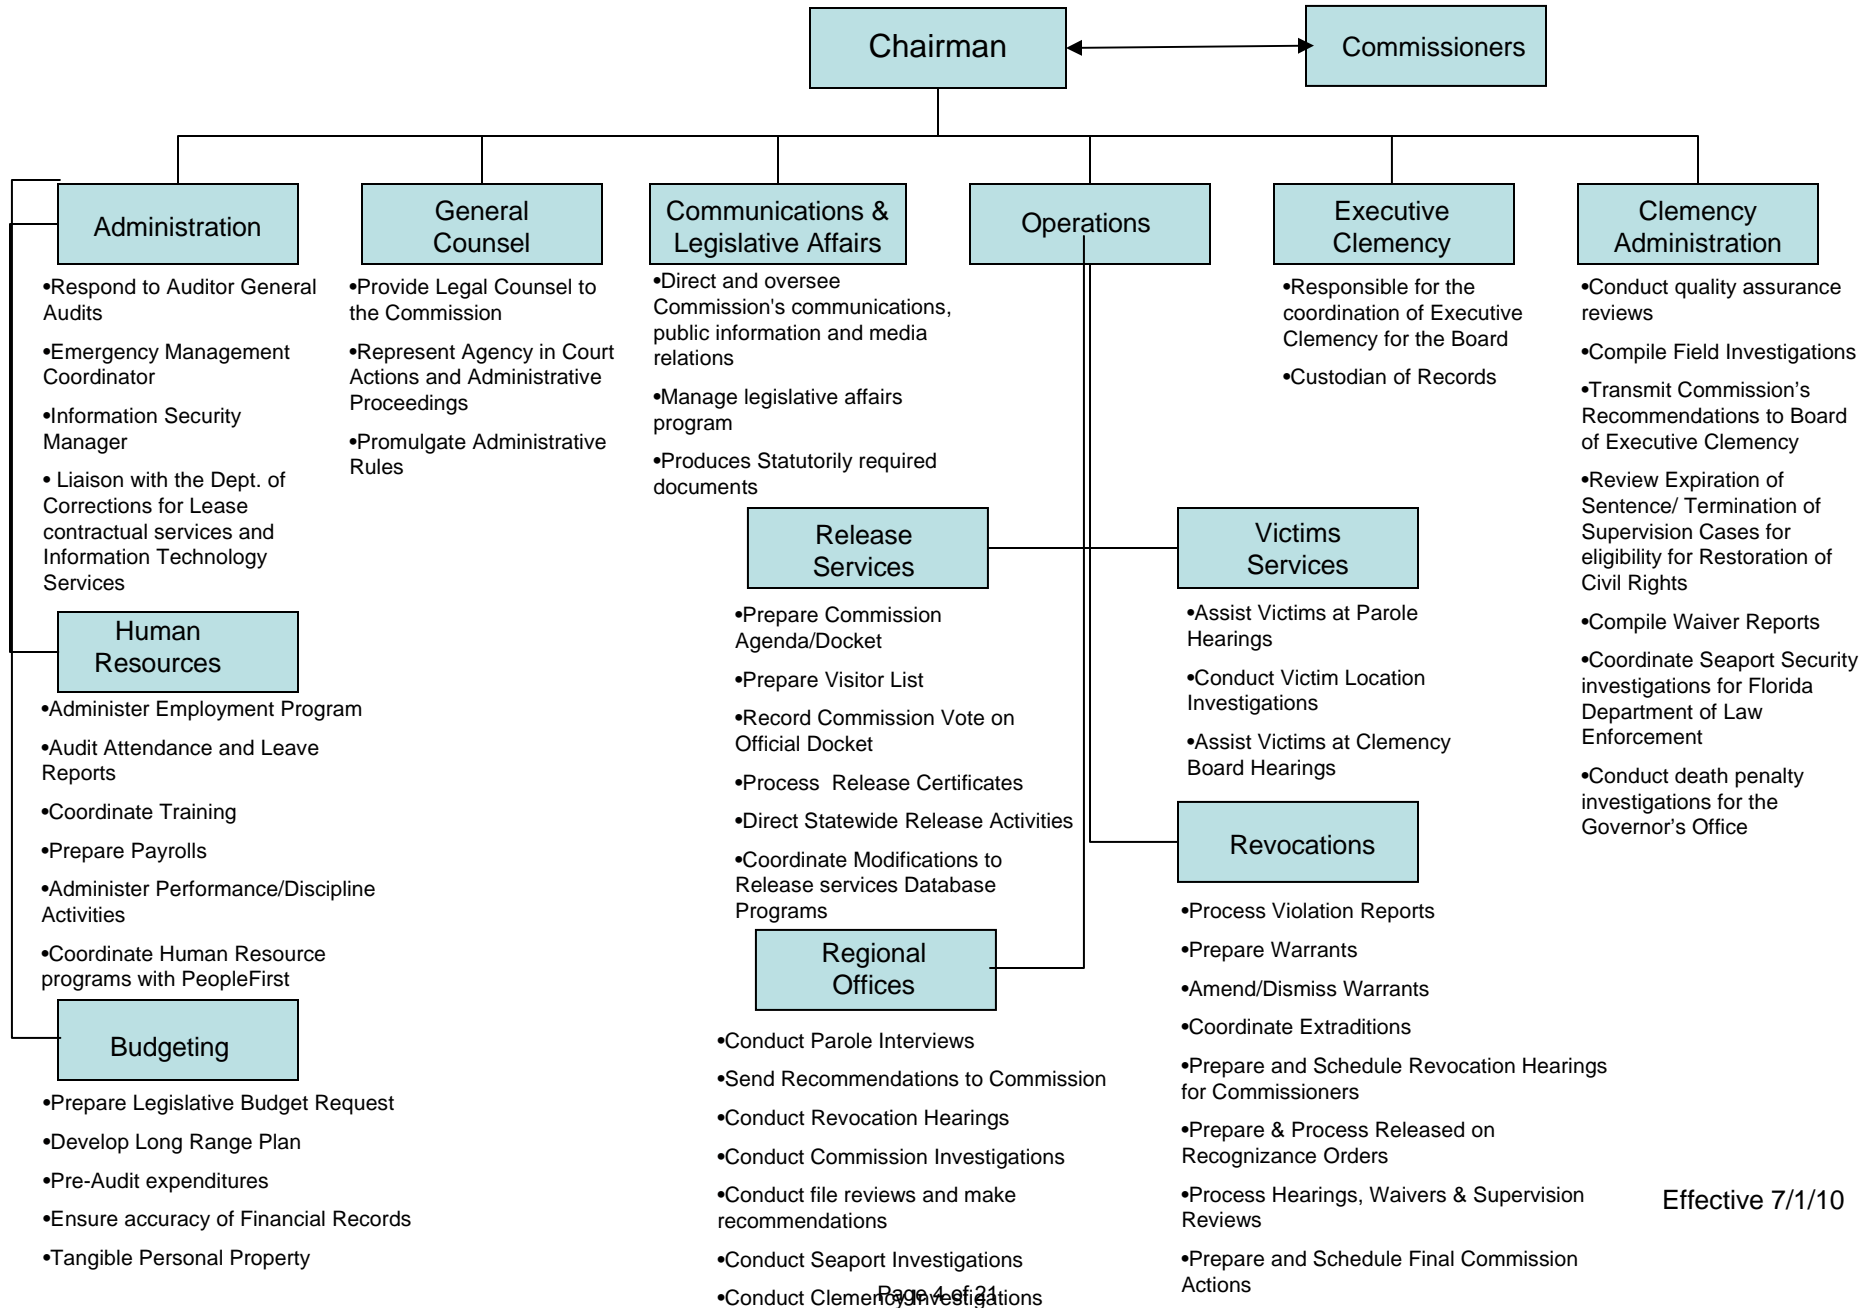 Chairman
Commissioners
Administration
•Respond to Auditor General
Audits
•Emergency Management
Coordinator
•Information Security
Manager
• Liaison with the Dept. of
Corrections for Lease
contractual services and
Information Technology
Services
Human
Resources
•Administer Employment Program
•Audit Attendance and Leave
Reports
•Coordinate Training
•Prepare Payrolls
•Administer Performance/Discipline
Activities
•Coordinate Human Resource
programs with PeopleFirst
Budgeting
•Prepare Legislative Budget Request
•Develop Long Range Plan
•Pre-Audit expenditures
•Ensure accuracy of Financial Records
•Tangible Personal Property
General
Counsel
•Provide Legal Counsel to
the Commission
•Represent Agency in Court
Actions and Administrative
Proceedings
•Promulgate Administrative
Rules
Communications &
Legislative Affairs
•Direct and oversee
Commission's communications,
public information and media
relations
•Manage legislative affairs
program
•Produces Statutorily required
documents
Operations
Release
Services
•Prepare Commission
Agenda/Docket
•Prepare Visitor List
•Record Commission Vote on
Official Docket
•Process  Release Certificates
•Direct Statewide Release Activities
•Coordinate Modifications to
Release services Database
Programs
Regional
Offices
•Conduct Parole Interviews
•Send Recommendations to Commission
•Conduct Revocation Hearings
•Conduct Commission Investigations
•Conduct file reviews and make
recommendations
•Conduct Seaport Investigations
•Conduct Clemency Investigations
Victims
Services
•Assist Victims at Parole
Hearings
•Conduct Victim Location
Investigations
•Assist Victims at Clemency
Board Hearings
Revocations
•Process Violation Reports
•Prepare Warrants
•Amend/Dismiss Warrants
•Coordinate Extraditions
•Prepare and Schedule Revocation Hearings
for Commissioners
•Prepare & Process Released on
Recognizance Orders
•Process Hearings, Waivers & Supervision
Reviews
•Prepare and Schedule Final Commission
Actions
Executive
Clemency
•Responsible for the
coordination of Executive
Clemency for the Board
•Custodian of Records
Clemency
Administration
•Conduct quality assurance
reviews
•Compile Field Investigations
•Transmit Commission’s
Recommendations to Board
of Executive Clemency
•Review Expiration of
Sentence/ Termination of
Supervision Cases for
eligibility for Restoration of
Civil Rights
•Compile Waiver Reports
•Coordinate Seaport Security
investigations for Florida
Department of Law
Enforcement
•Conduct death penalty
investigations for the
Governor’s Office
Effective 7/1/10
Page 4 of 21